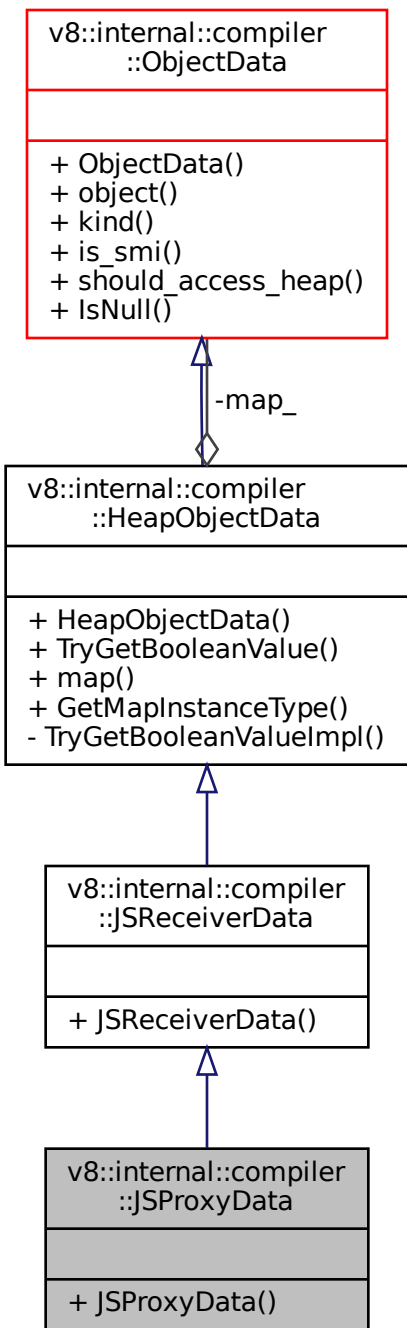 v8::internal::compiler
::ObjectData
+ ObjectData()
+ object()
+ kind()
+ is_smi()
+ should_access_heap()
+ IsNull()
-map_
v8::internal::compiler
::HeapObjectData
+ HeapObjectData()
+ TryGetBooleanValue()
+ map()
+ GetMapInstanceType()
- TryGetBooleanValueImpl()
v8::internal::compiler
::JSReceiverData
+ JSReceiverData()
v8::internal::compiler
::JSProxyData
+ JSProxyData()